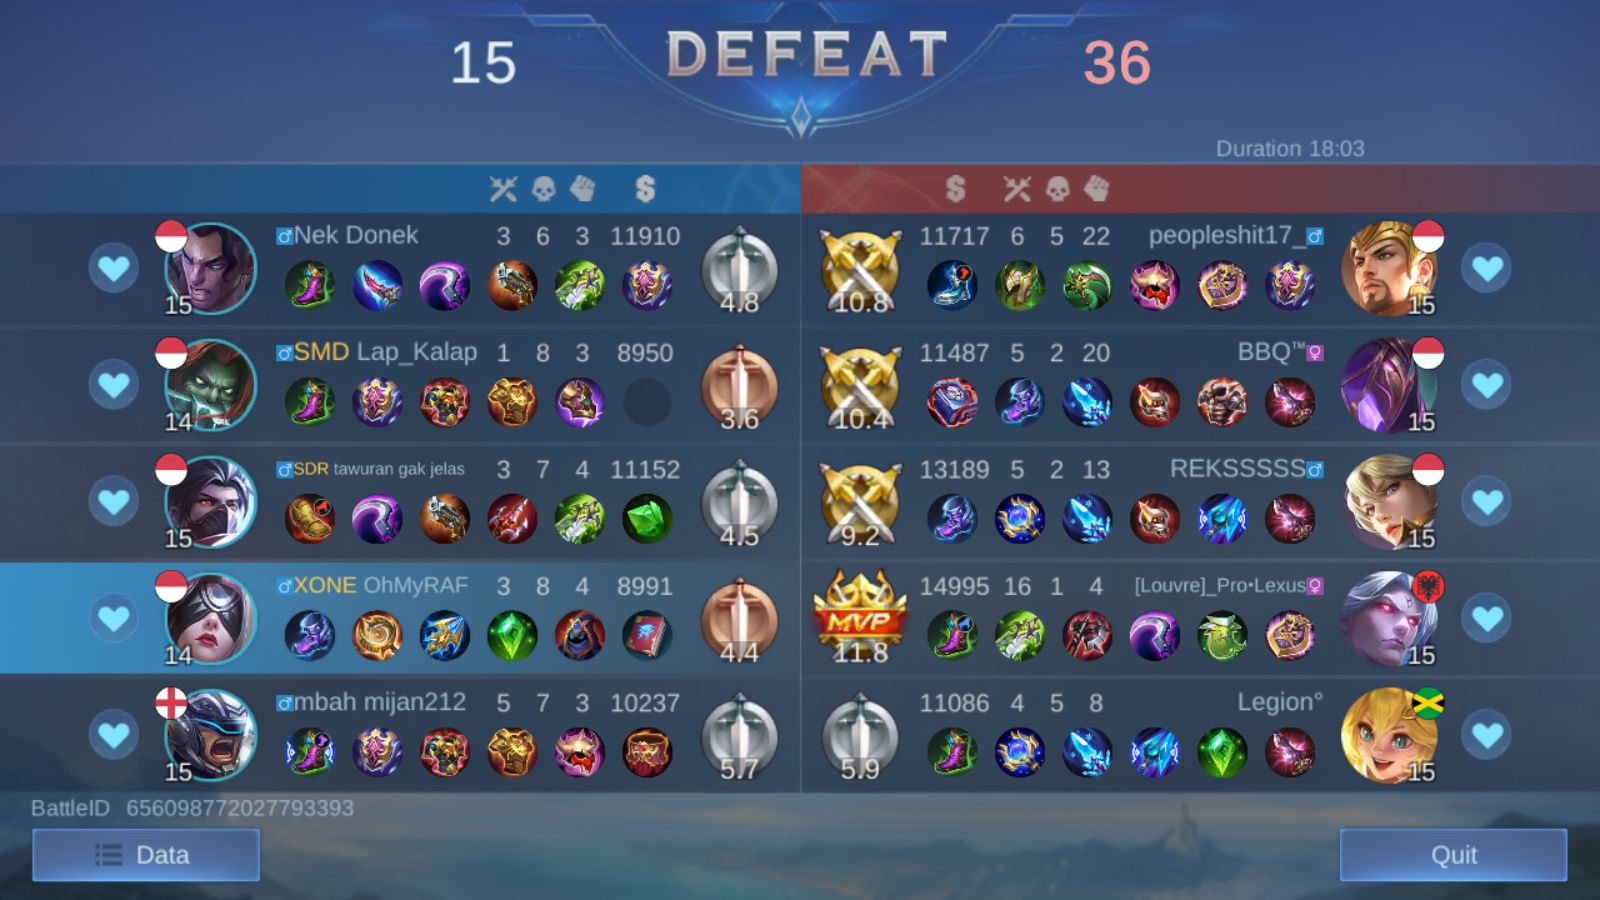 15 DEFEAT 36
Duration 18:03
Nek Donek 3 6 3 11910
15 4.8
11717 6 5 22 peopleshit17_
10.8 15
SMD Lap_Kalap 1 8 3 8950
14 3.6
11487 5 2 20 BBQ™
10.4 15
SDR tawuran gak jelas 3 7 4 11152
15 4.5
13189 5 2 13 REKSSSSS
9.2 15
XONE OhMyRAF 3 8 4 8991
14 4.4
14995 16 1 4 [Louvre]_Pro•Lexus
MVP
11.8 15
mbah mijan212 5 7 3 10237
15 5.7
11086 4 5 8 Legion°
5.9 15
BattleID 656098772027793393
Data
Quit